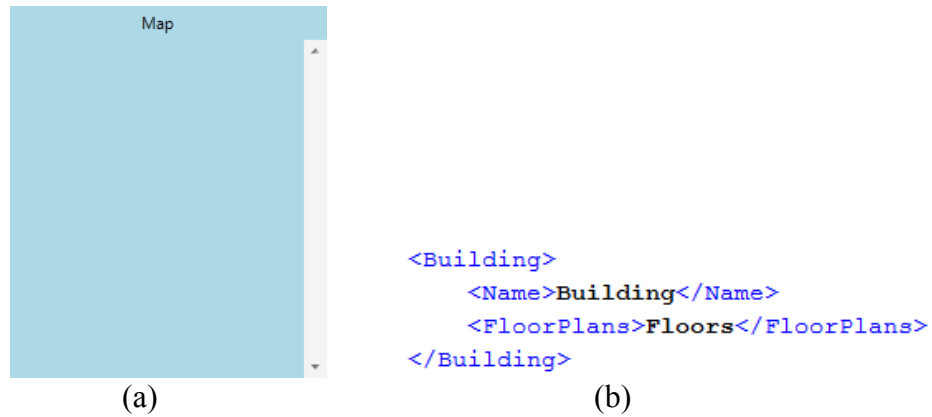 Map
<Building>
<Name>Building</Name>
<FloorPlans>Floors</FloorPlans>
</Building>
(a)
(b)